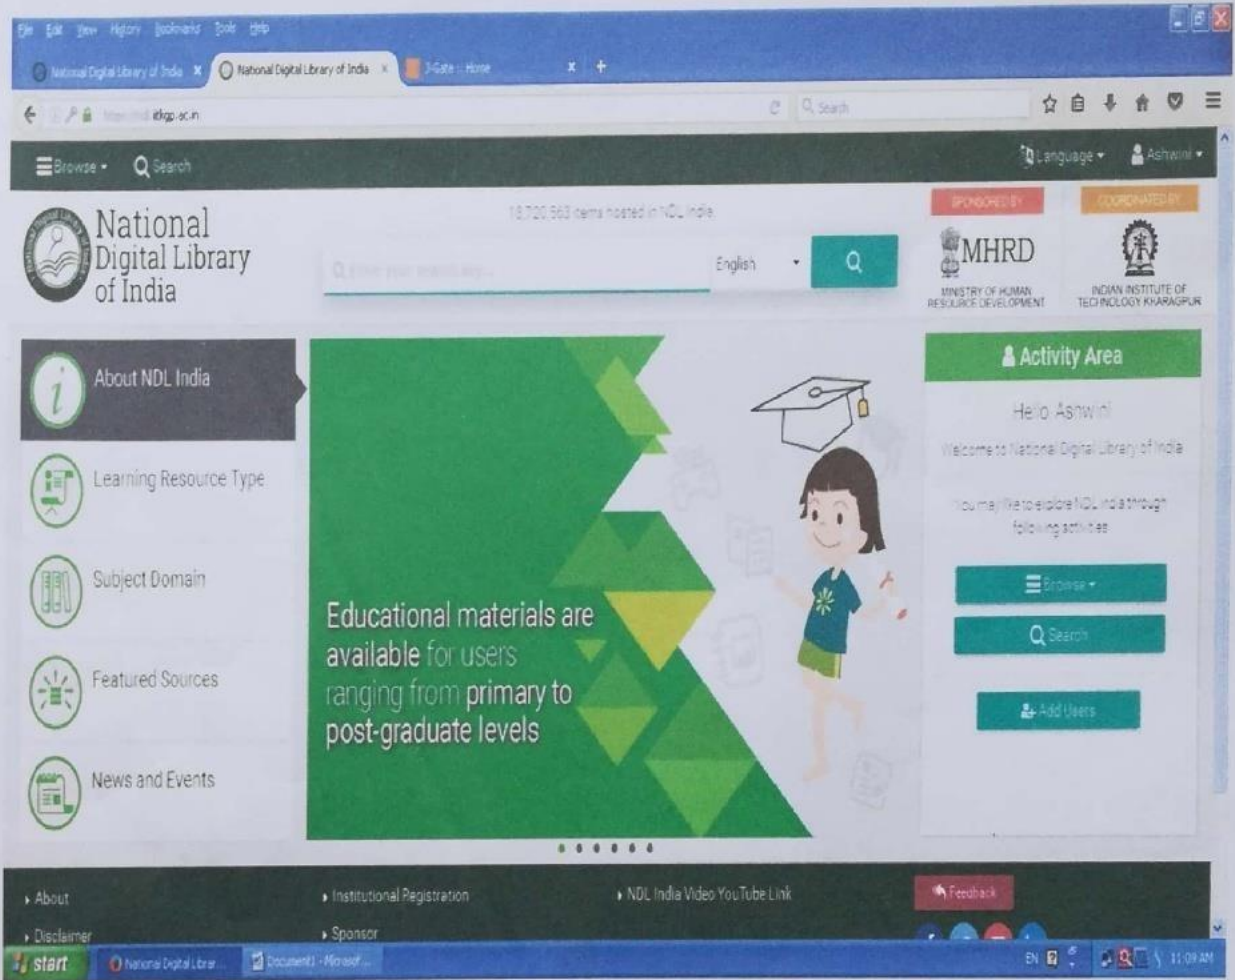 File Edit View History Bookmarks Tools Help
National Digital Library of India x National Digital Library of India x J-Gate :: Home x +
itkgp.ac.in
Search
Browse Search
Language Ashwini
National
Digital Library
of India
18,720,563 items hosted in NDL India
English
SPONSORED BY
MHRD
MINISTRY OF HUMAN
RESOURCE DEVELOPMENT
COORDINATED BY
INDIAN INSTITUTE OF
TECHNOLOGY KHARAGPUR
About NDL India
Learning Resource Type
Subject Domain
Featured Sources
News and Events
Educational materials are
available for users
ranging from primary to
post-graduate levels
Activity Area
Hello Ashwini
Welcome to National Digital Library of India
You may like to explore NDL India through
following activities
Browse
Search
Add Users
About
Disclaimer
Institutional Registration
Sponsor
NDL India Video YouTube Link
Feedback
start
National Digital Librar...
Document1 - Microsof...
EN
11:09 AM